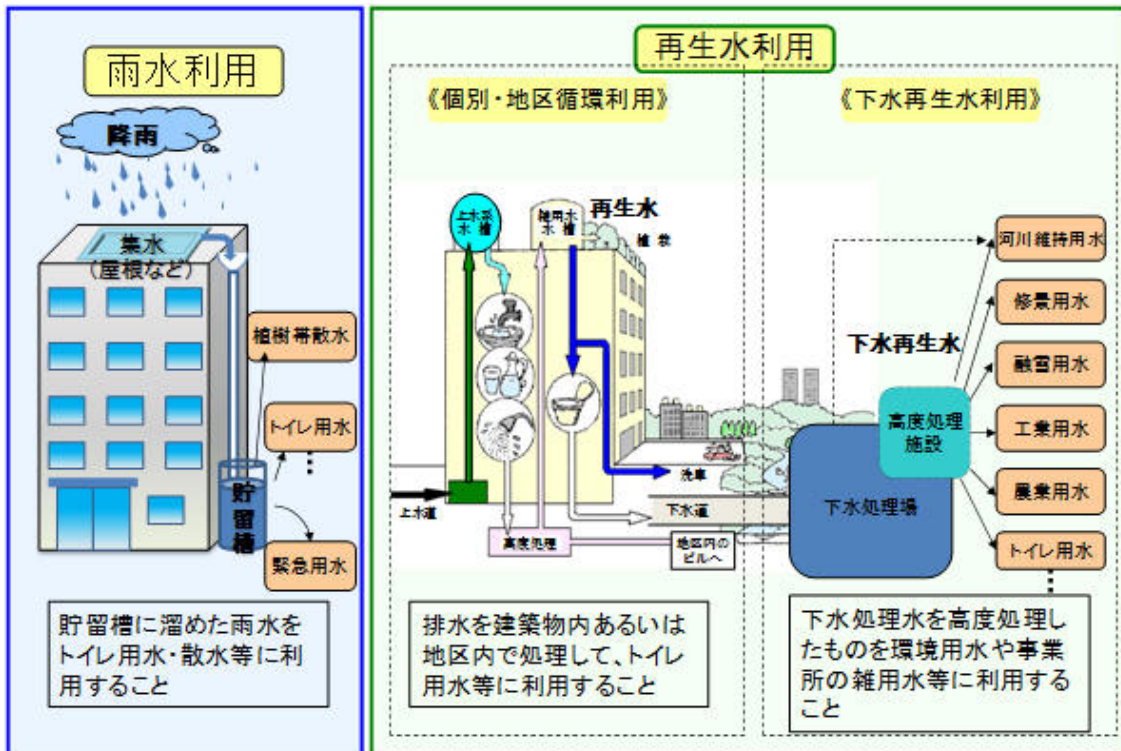 雨水利用
降雨
集水
(屋根など)
植樹帯散水
トイレ用水
貯留槽
緊急用水
貯留槽に溜めた雨水を
トイレ用水・散水等に利
用すること
再生水利用
《個別・地区循環利用》
上水系
水槽
雑用水
水槽
再生水
植栽
洗車
上水道
下水道
高度処理
地区内の
ビルへ
排水を建築物内あるいは
地区内で処理して、トイレ
用水等に利用すること
《下水再生水利用》
下水再生水
高度処理
施設
下水処理場
河川維持用水
修景用水
融雪用水
工業用水
農業用水
トイレ用水
下水処理水を高度処理し
たものを環境用水や事業
所の雑用水等に利用する
こと